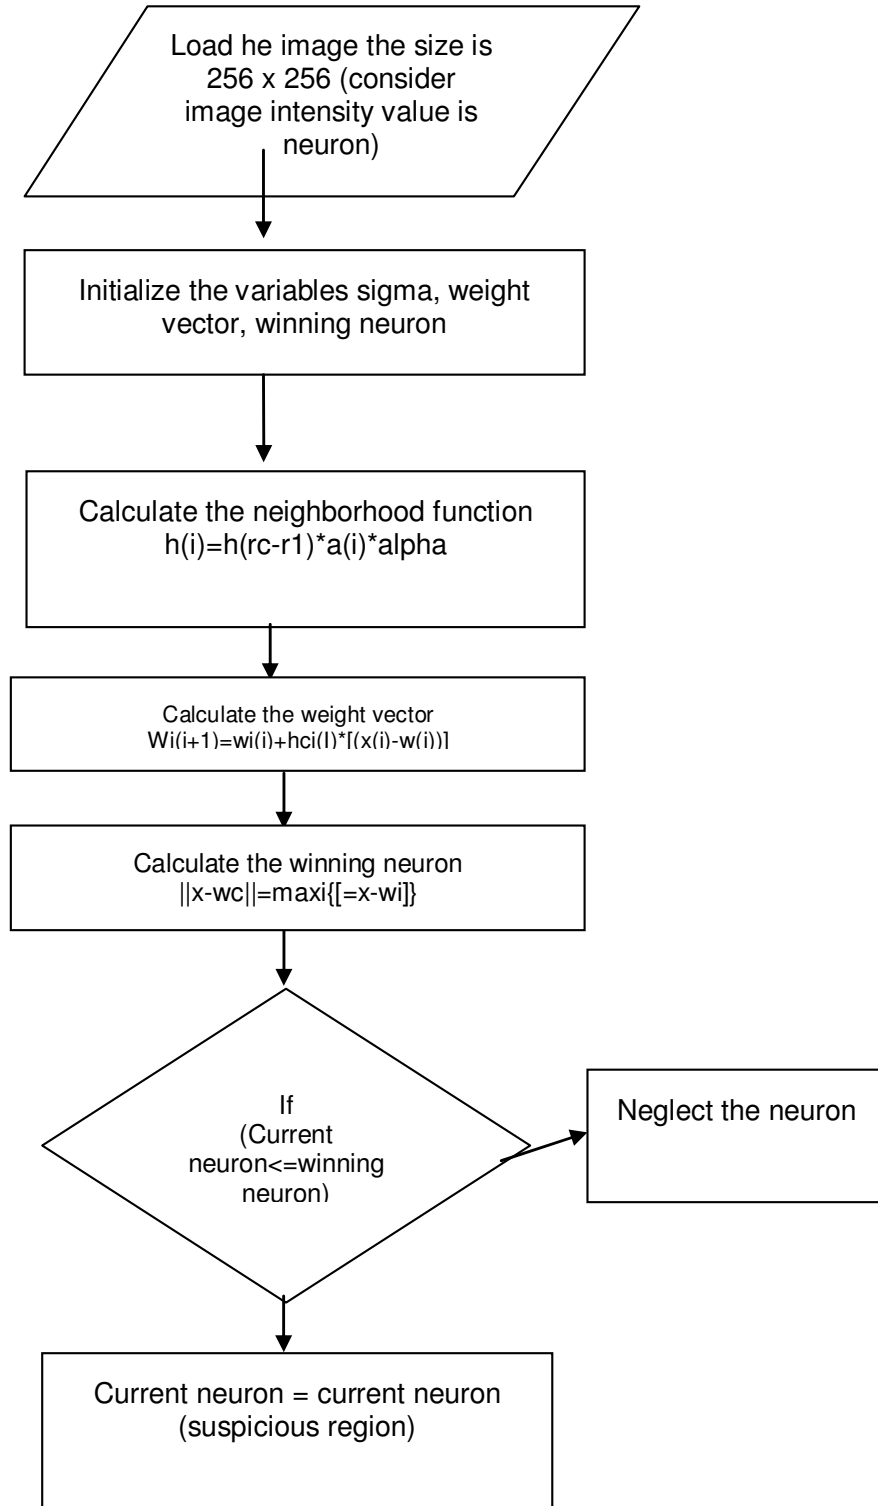 Load he image the size is
256 x 256 (consider
image intensity value is
neuron)
Initialize the variables sigma, weight
vector, winning neuron
Calculate the neighborhood function
h(i)=h(rc-r1)*a(i)*alpha
Calculate the weight vector
Wi(i+1)=wi(i)+hci(I)*[(x(i)-w(i))]
Calculate the winning neuron
||x-wc||=maxi{[=x-wi]}
If
(Current
neuron<=winning
neuron)
Neglect the neuron
Current neuron = current neuron
(suspicious region)